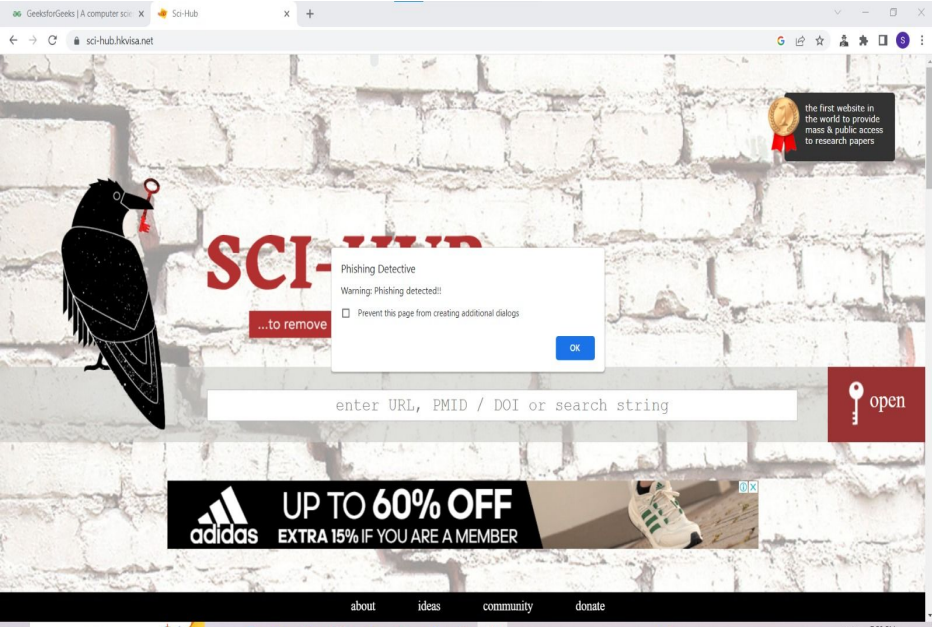 GeeksforGeeks | A computer scie
Sci-Hub
sci-hub.hkvisa.net
G
S
the first website in
the world to provide
mass & public access
to research papers
SCI-HUB
...to remove
Phishing Detective
Warning: Phishing detected!!
Prevent this page from creating additional dialogs
OK
enter URL, PMID / DOI or search string
open
adidas
UP TO 60% OFF
EXTRA 15% IF YOU ARE A MEMBER
about ideas community donate